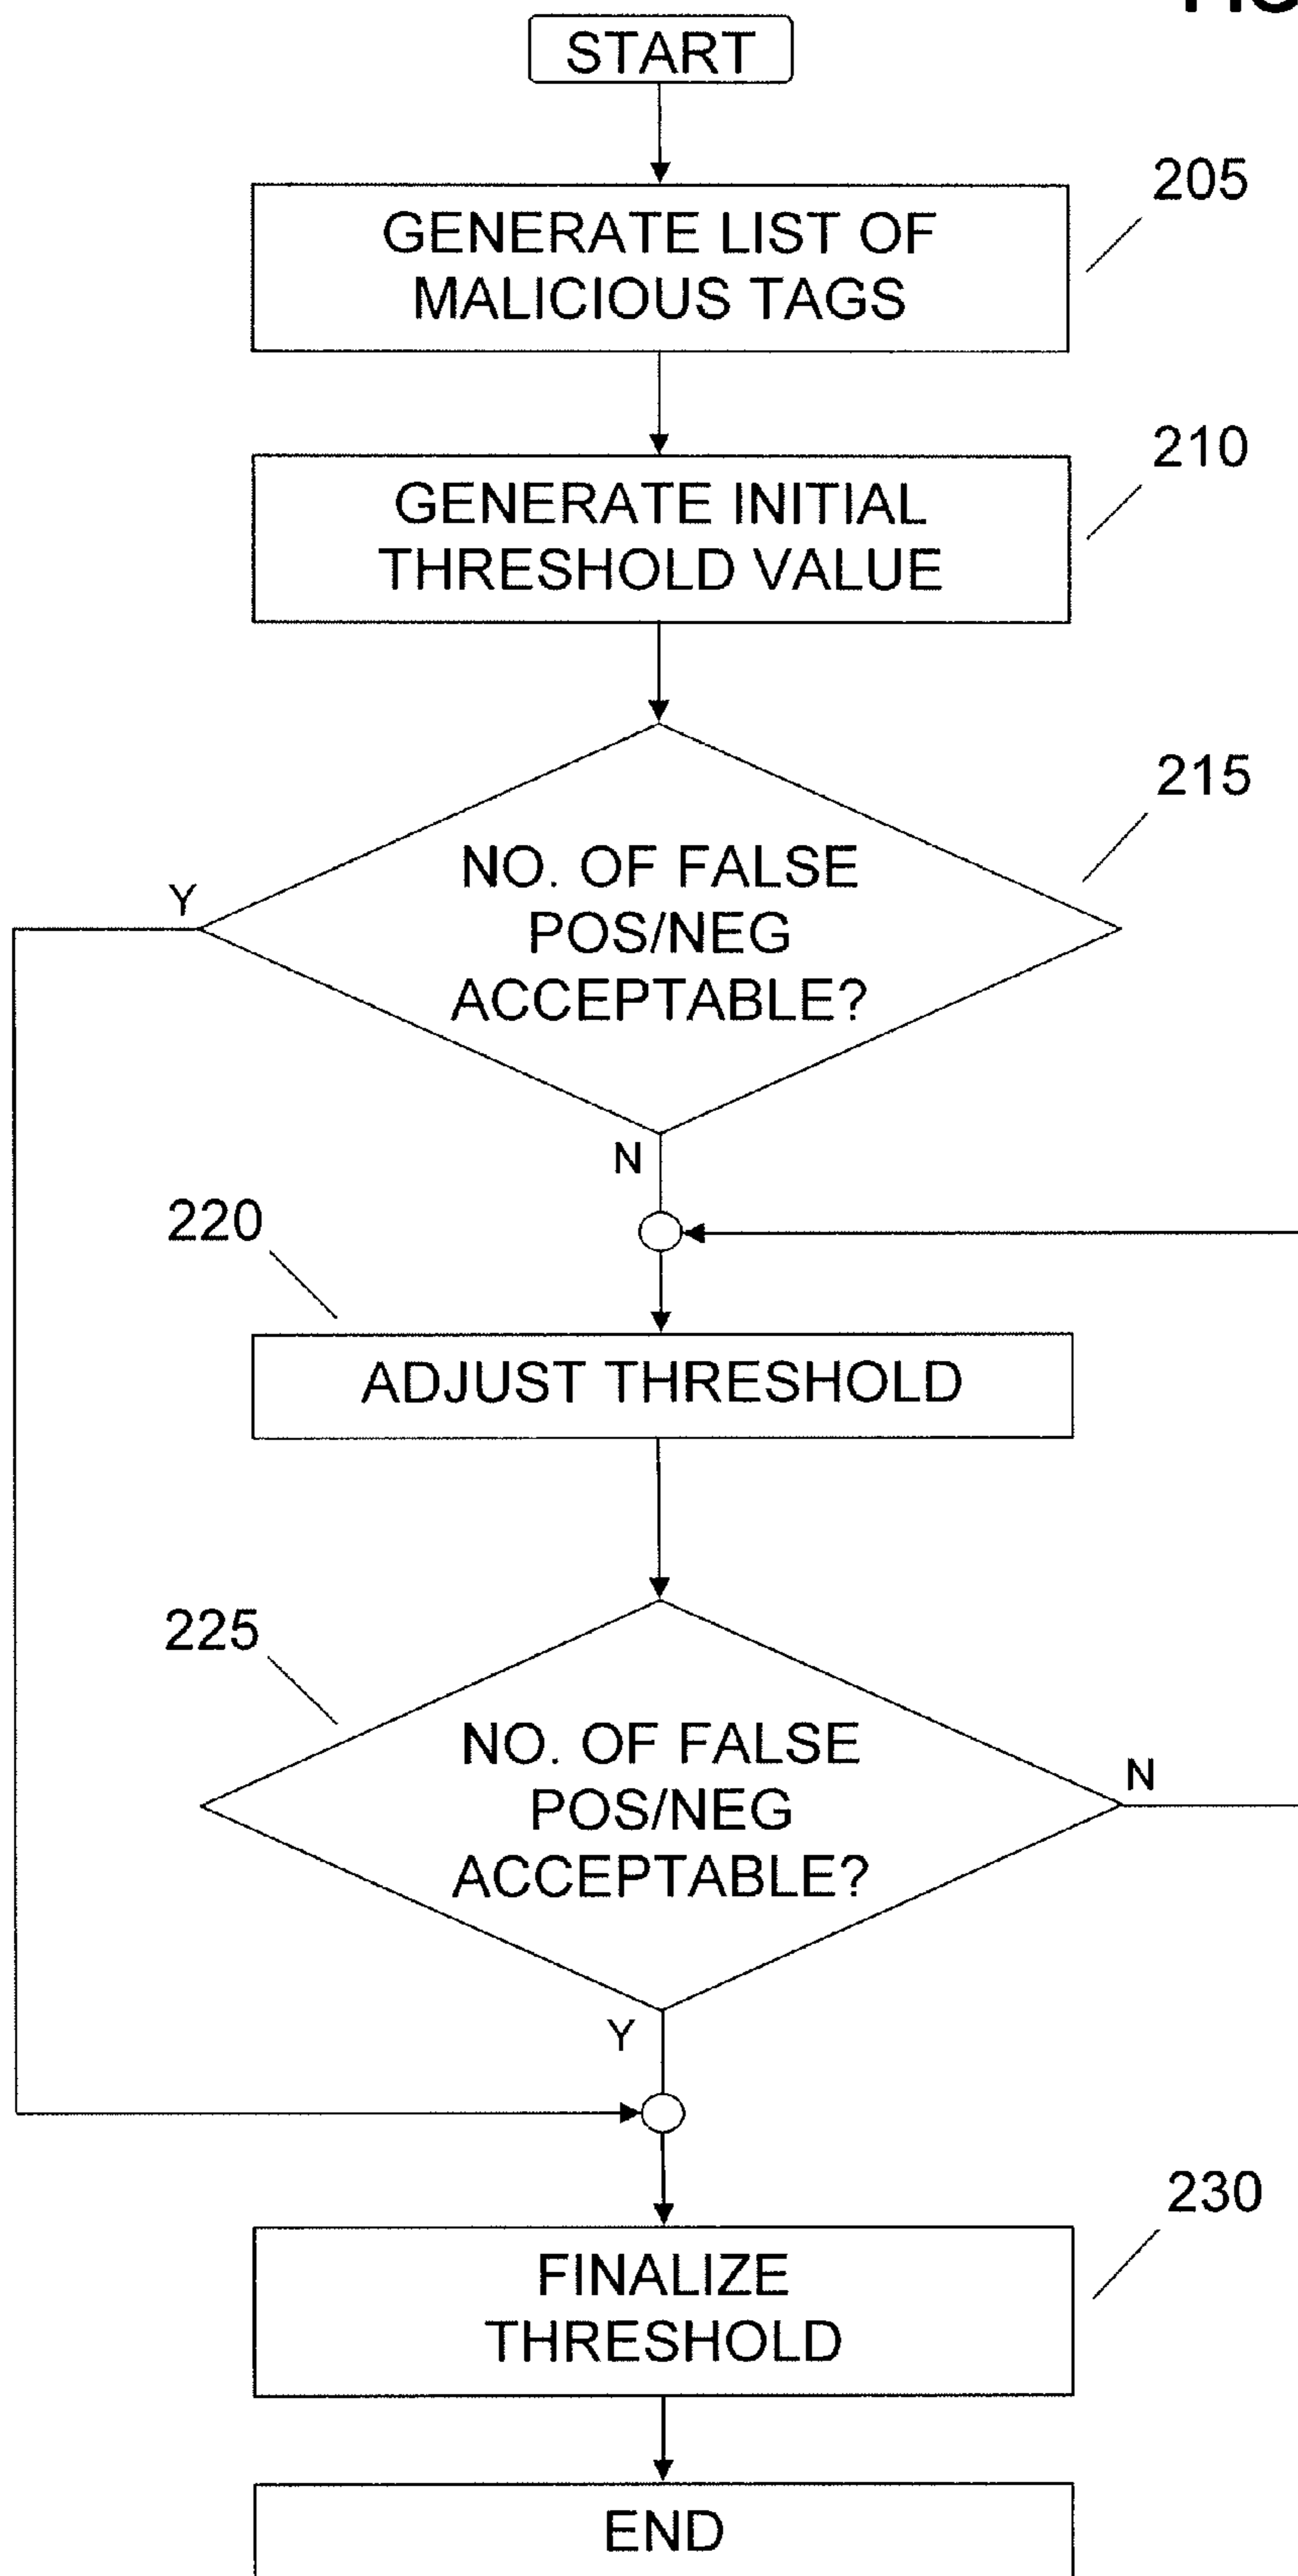 START
205
GENERATE LIST OF
MALICIOUS TAGS
210
GENERATE INITIAL
THRESHOLD VALUE
215
NO. OF FALSE
POS/NEG
ACCEPTABLE?
Y
N
220
ADJUST THRESHOLD
225
NO. OF FALSE
POS/NEG
ACCEPTABLE?
N
Y
230
FINALIZE
THRESHOLD
END